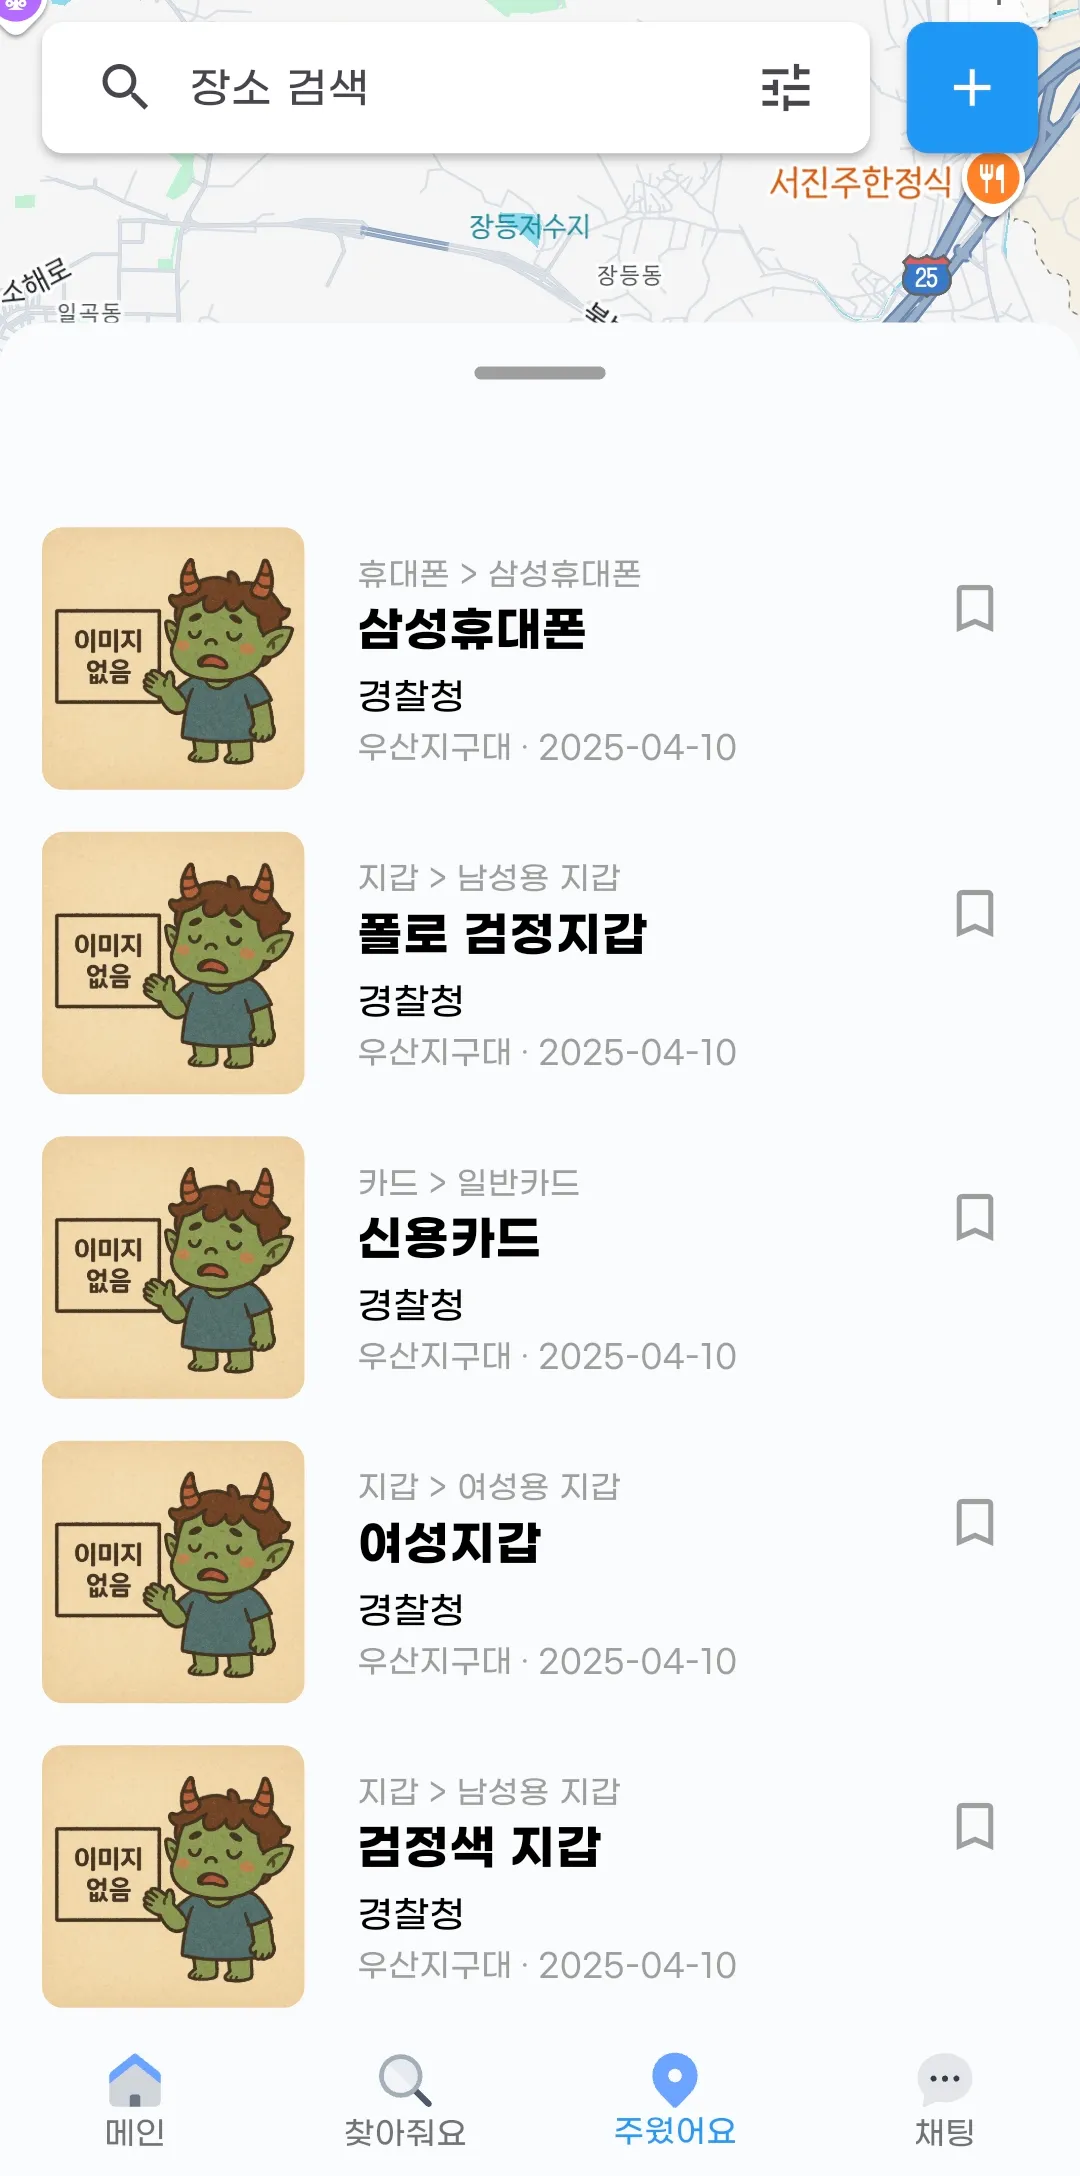 장소 검색
서진주한정식
장등저수지
장등동
25
소해로
일곡동
이미지
없음
휴대폰 > 삼성휴대폰
삼성휴대폰
경찰청
우산지구대 · 2025-04-10
이미지
없음
지갑 > 남성용 지갑
폴로 검정지갑
경찰청
우산지구대 · 2025-04-10
이미지
없음
카드 > 일반카드
신용카드
경찰청
우산지구대 · 2025-04-10
이미지
없음
지갑 > 여성용 지갑
여성지갑
경찰청
우산지구대 · 2025-04-10
이미지
없음
지갑 > 남성용 지갑
검정색 지갑
경찰청
우산지구대 · 2025-04-10
메인
찾아줘요
주웠어요
채팅